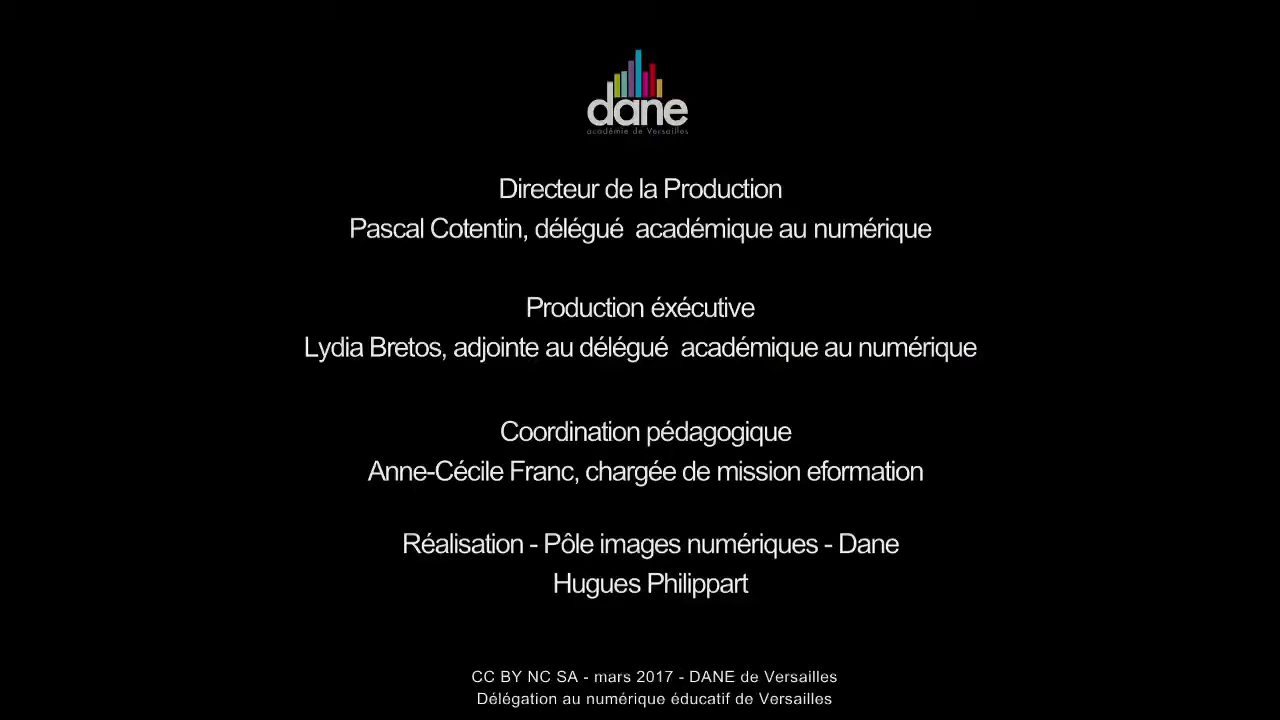 dane
académie de Versailles
Directeur de la Production
Pascal Cotentin, délégué  académique au numérique
Production éxécutive
Lydia Bretos, adjointe au délégué  académique au numérique
Coordination pédagogique
Anne-Cécile Franc, chargée de mission eformation
Réalisation - Pôle images numériques - Dane
Hugues Philippart
CC BY NC SA - mars 2017 - DANE de Versailles
Délégation au numérique éducatif de Versailles